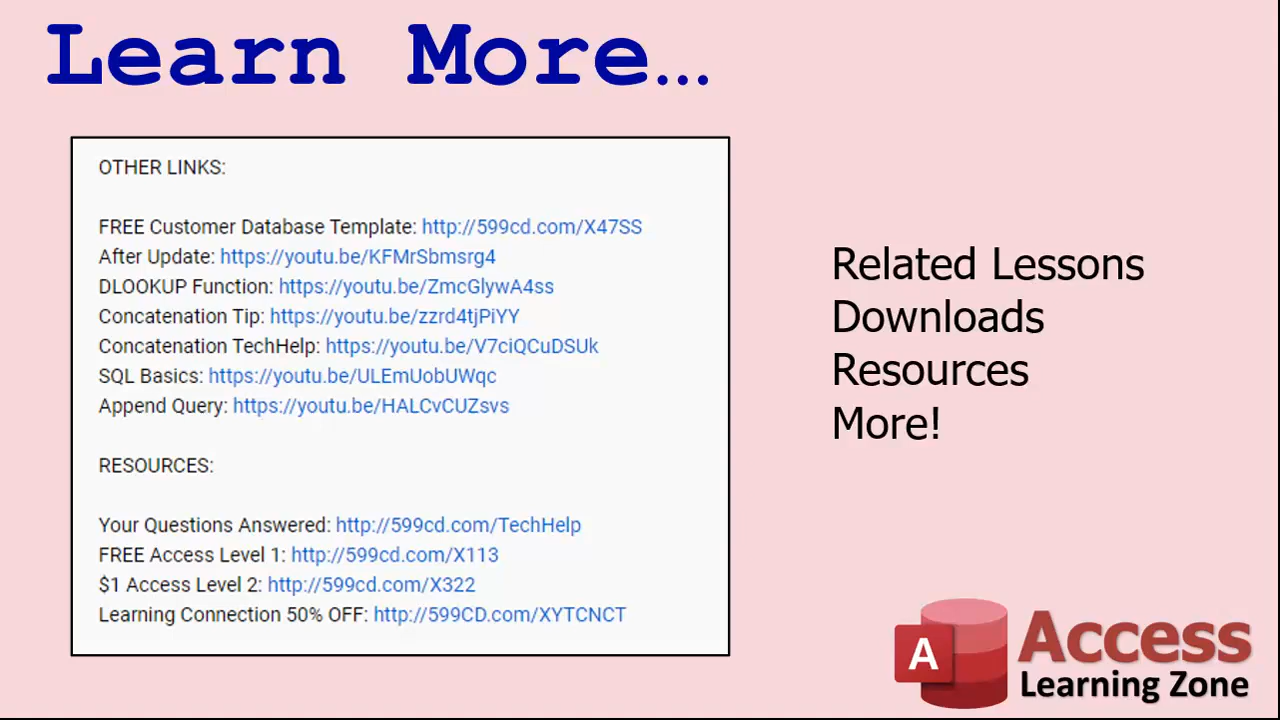 Learn More...
OTHER LINKS:
FREE Customer Database Template: http://599cd.com/X47SS
After Update: https://youtu.be/KFMrSbmsrg4
DLOOKUP Function: https://youtu.be/ZmcGlywA4ss
Concatenation Tip: https://youtu.be/zzrd4tjPiYY
Concatenation TechHelp: https://youtu.be/V7ciQCuDSUk
SQL Basics: https://youtu.be/ULEmUobUWqc
Append Query: https://youtu.be/HALCvCUZsvs
RESOURCES:
Your Questions Answered: http://599cd.com/TechHelp
FREE Access Level 1: http://599cd.com/X113
$1 Access Level 2: http://599cd.com/X322
Learning Connection 50% OFF: http://599CD.com/XYTCNCT
Related Lessons
Downloads
Resources
More!
A
Access
Learning Zone